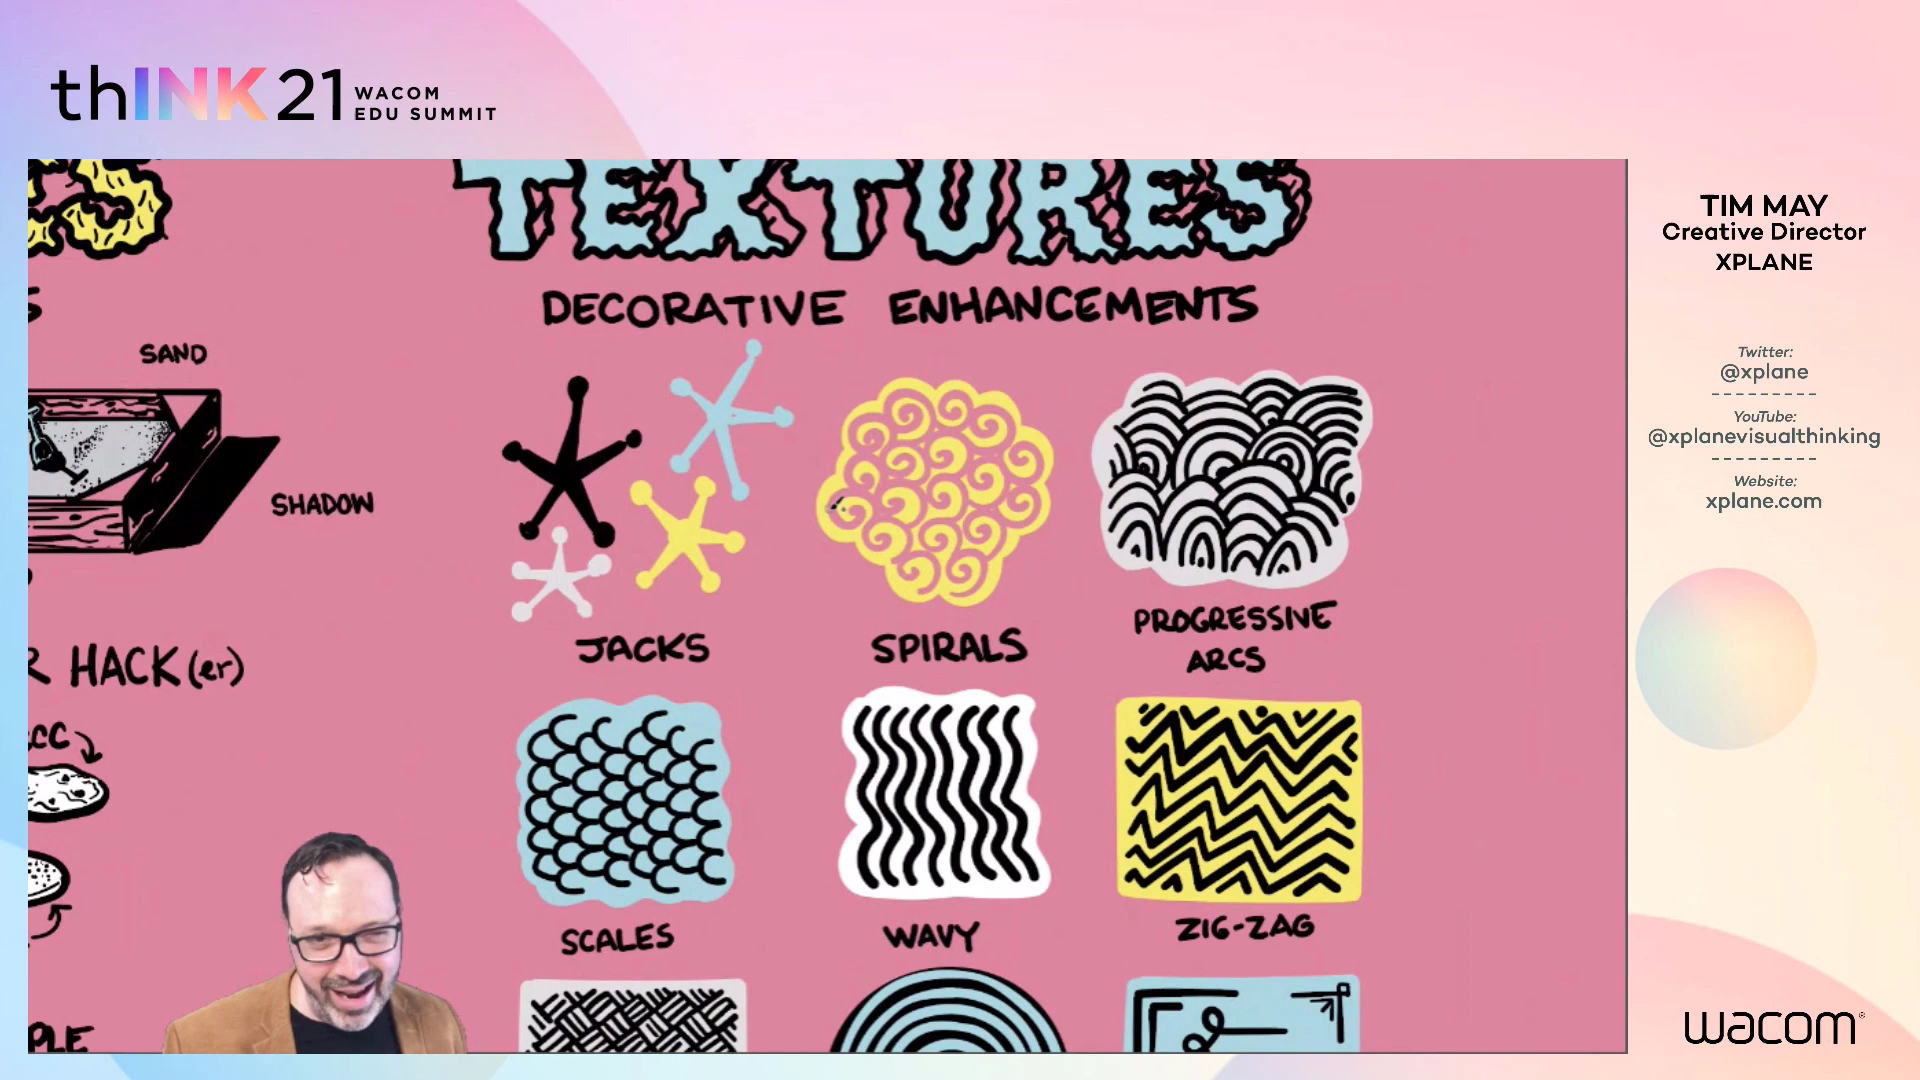 thINK21 WACOM
EDU SUMMIT
TEXTURES
DECORATIVE ENHANCEMENTS
SAND
SHADOW
JACKS
SPIRALS
PROGRESSIVE
ARCS
HACK(er)
SCALES
WAVY
ZIG-ZAG
TIM MAY
Creative Director
XPLANE
Twitter:
@xplane
YouTube:
@xplanevisualthinking
Website:
xplane.com
wacom